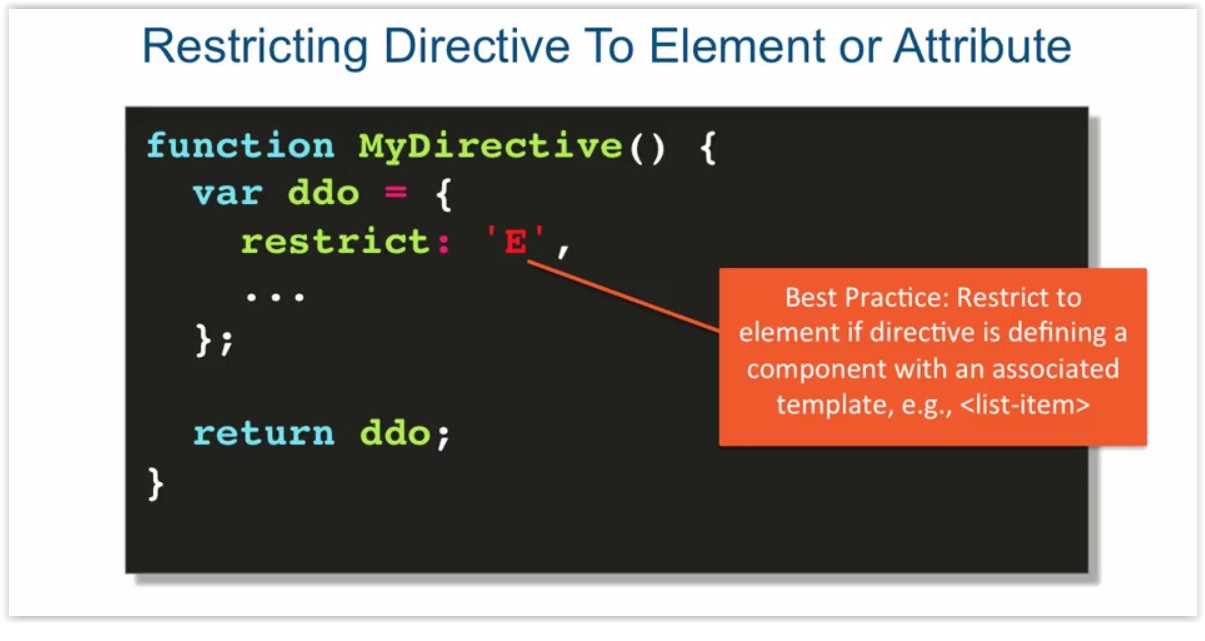 Restricting Directive To Element or Attribute
function MyDirective() {
  var ddo = {
    restrict: 'E',
    ...
  };
  return ddo;
}
Best Practice: Restrict to
element if directive is defining a
component with an associated
template, e.g., <list-item>